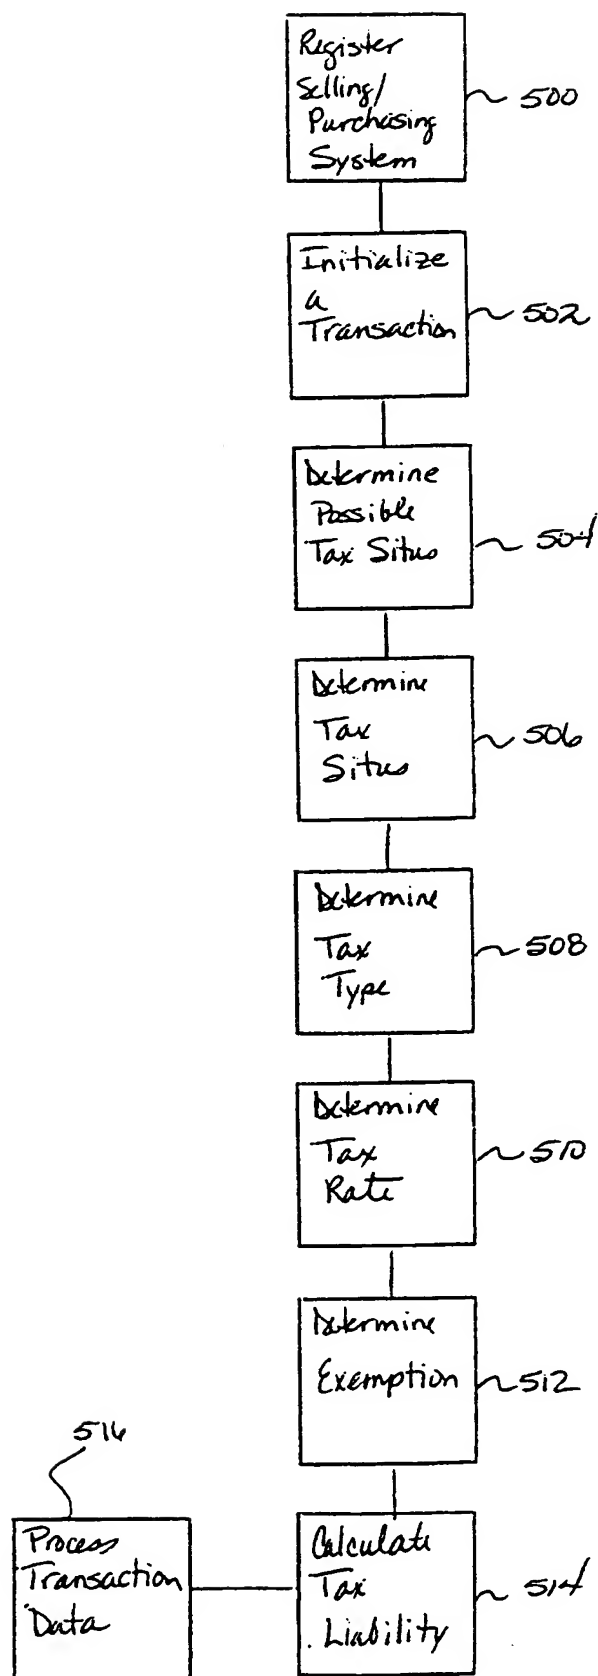 Register
Selling/
Purchasing
System
500
Initialize
a
Transaction
502
Determine
Possible
Tax Situs
504
Determine
Tax
Situs
506
Determine
Tax
Type
508
Determine
Tax
Rate
510
Determine
Exemption
512
516
Process
Transaction
Data
Calculate
Tax
Liability
514